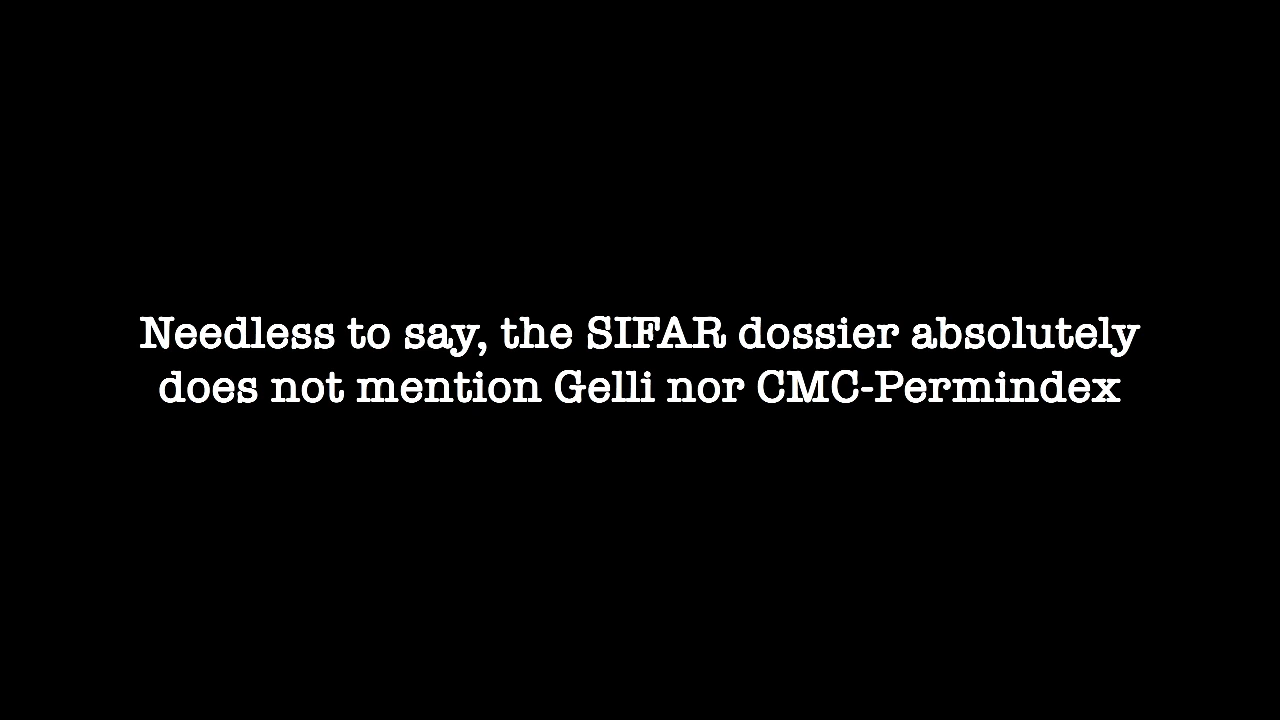 Needless to say, the SIFAR dossier absolutely
does not mention Gelli nor CMC-Permindex